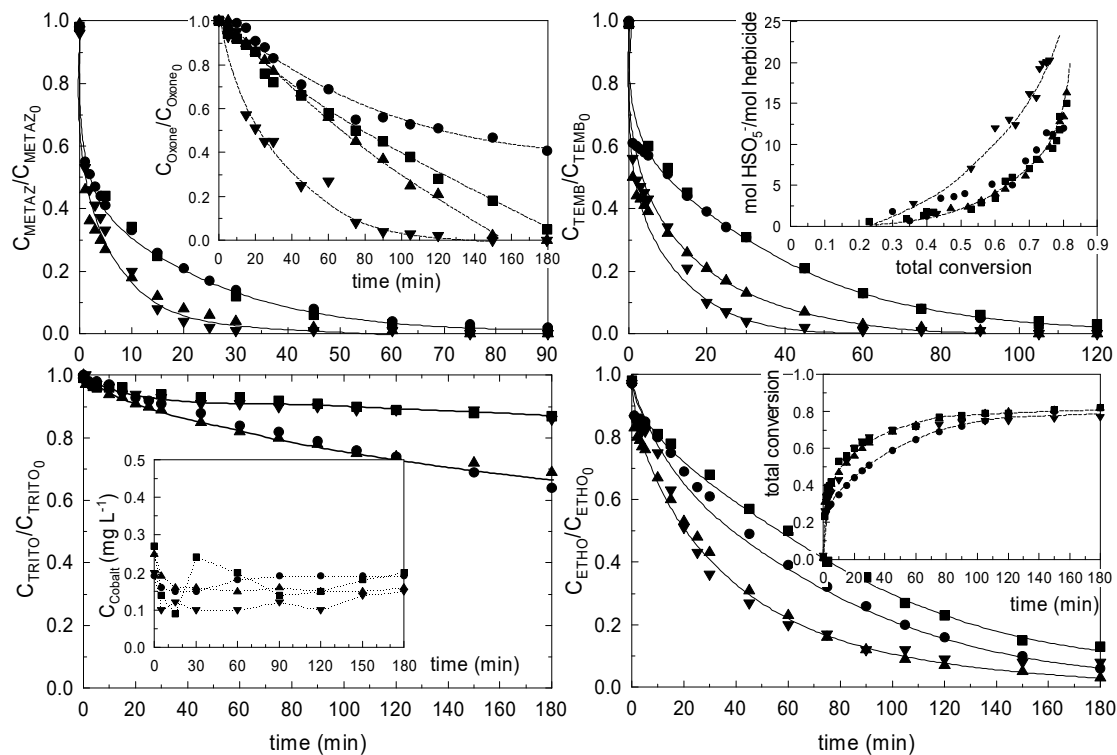 C_METAZ/C_METAZ0
1.0
0.8
0.6
0.4
0.2
0.0
0 10 20 30 40 50 60 70 80 90
C_Oxone/C_Oxone0
1.0
0.8
0.6
0.4
0.2
0.0
0 20 40 60 80 100 120 140 160 180
time (min)
C_TEMB/C_TEMB0
1.0
0.8
0.6
0.4
0.2
0.0
0 20 40 60 80 100 120
mol HSO5-/mol herbicide
25
20
15
10
5
0
0.0 0.1 0.2 0.3 0.4 0.5 0.6 0.7 0.8 0.9
total conversion
C_TRITO/C_TRITO0
1.0
0.8
0.6
0.4
0.2
0.0
0 20 40 60 80 100 120 140 160 180
time (min)
C_Cobalt (mg L-1)
0.5
0.4
0.3
0.2
0.1
0.0
0 30 60 90 120 150 180
time (min)
C_ETHO/C_ETHO0
1.0
0.8
0.6
0.4
0.2
0.0
0 20 40 60 80 100 120 140 160 180
time (min)
total conversion
1.0
0.8
0.6
0.4
0.2
0.0
0 20 40 60 80 100 120 140 160 180
time (min)